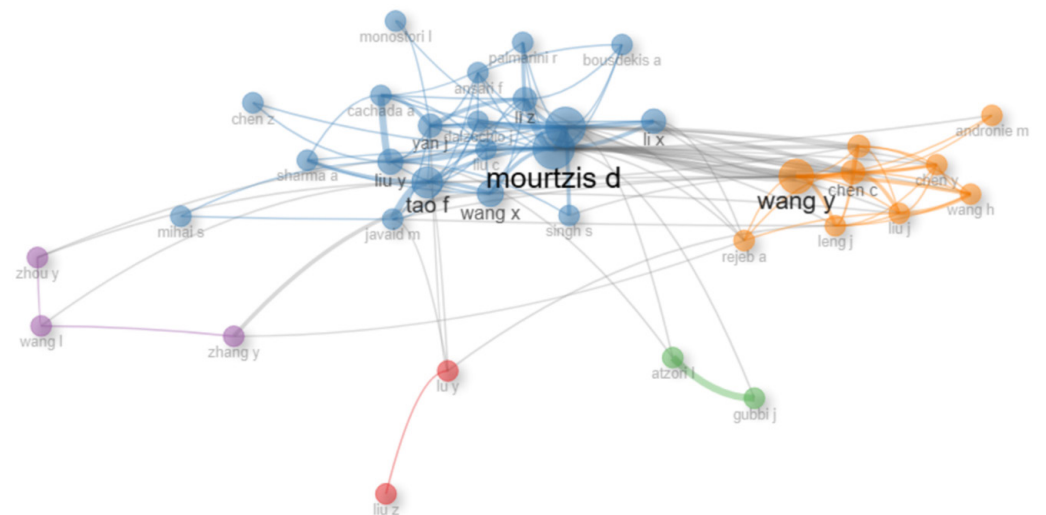 monostori l
palmarini r
bousdekis a
ansari f
cachada a
chen z
li z
andronie m
yan j
li x
liu c
sharma a
liu y
mourtzis d
chen c
chen y
tao f
wang x
wang y
wang h
mihai s
javaid m
singh s
leng j
liu j
rejeb a
zhou y
wang l
zhang y
lu y
atzori l
gubbi j
liu z